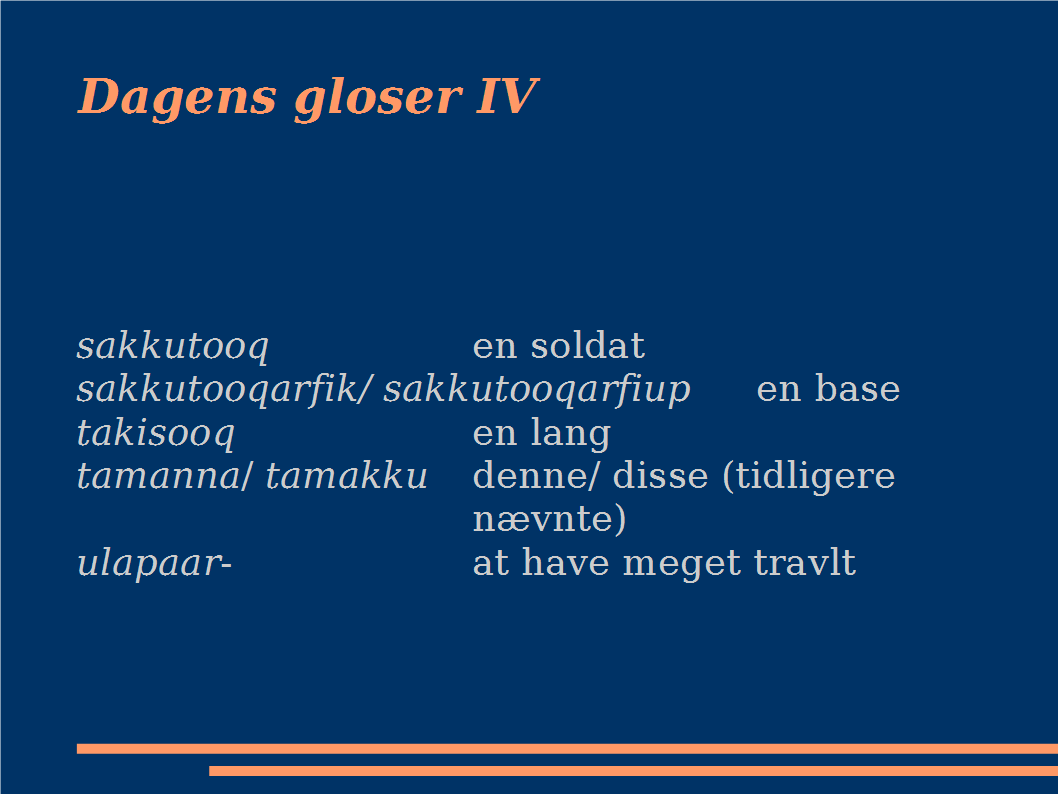 Dagens gloser IV
sakkutooq en soldat
sakkutooqarfik/ sakkutooqarfiup en base
takisooq en lang
tamanna/ tamakku denne/ disse (tidligere
nævnte)
ulapaar- at have meget travlt